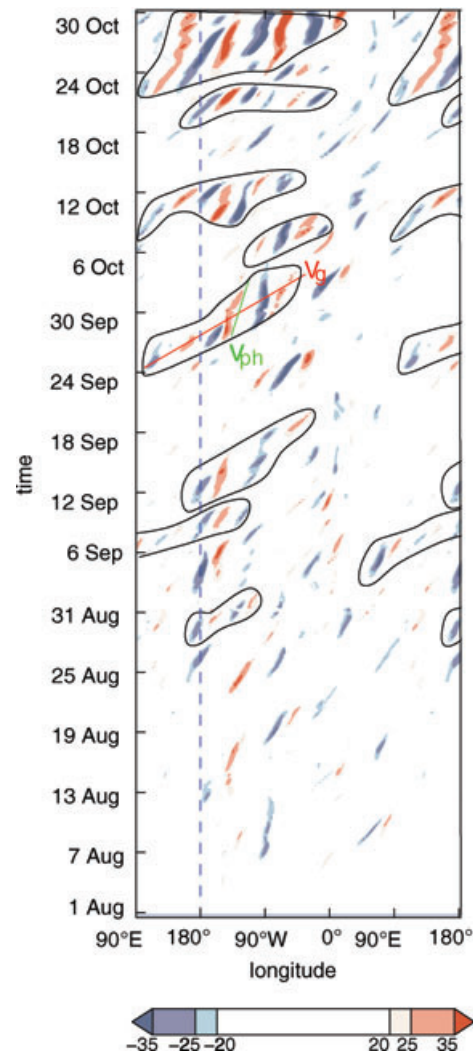 30 Oct
24 Oct
18 Oct
12 Oct
6 Oct
Vg
30 Sep
Vph
24 Sep
18 Sep
time
12 Sep
6 Sep
31 Aug
25 Aug
19 Aug
13 Aug
7 Aug
1 Aug
90°E 180° 90°W 0° 90°E 180°
longitude
−35 −25 −20 20 25 35